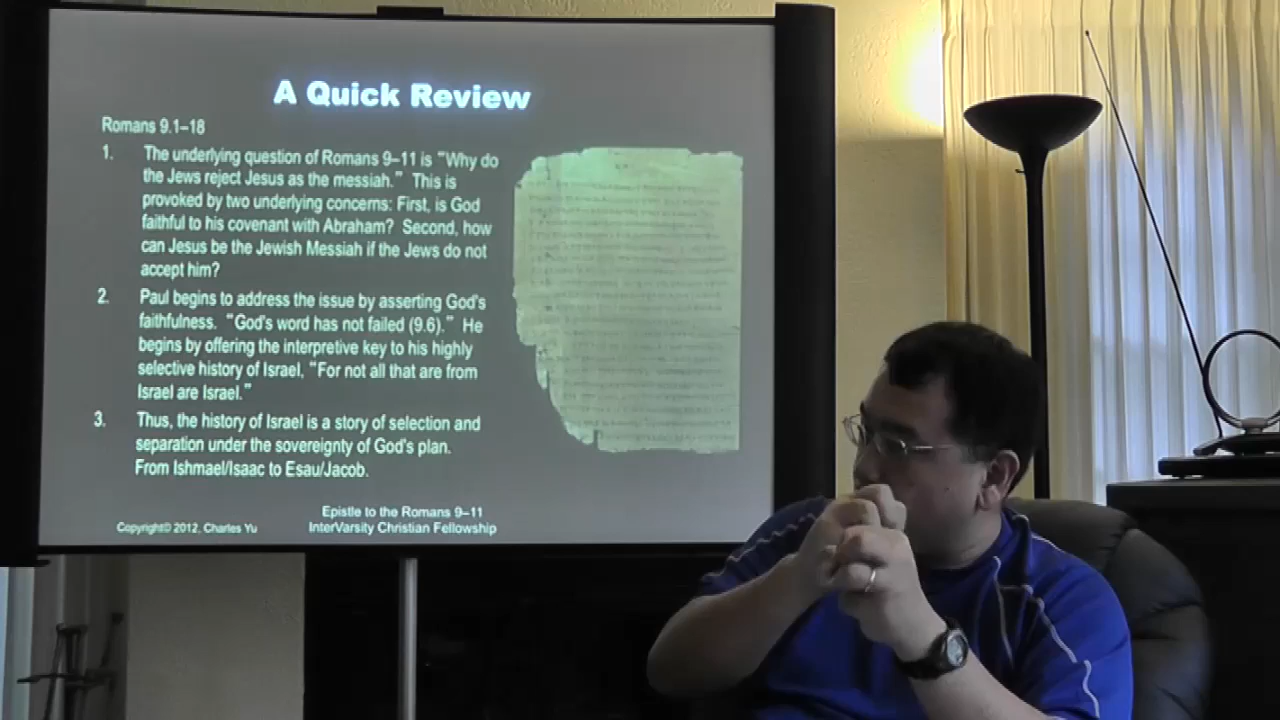 A Quick Review
Romans 9.1–18
1. The underlying question of Romans 9–11 is “Why do
the Jews reject Jesus as the messiah.” This is
provoked by two underlying concerns: First, is God
faithful to his covenant with Abraham? Second, how
can Jesus be the Jewish Messiah if the Jews do not
accept him?
2. Paul begins to address the issue by asserting God's
faithfulness. “God's word has not failed (9.6).” He
begins by offering the interpretive key to his highly
selective history of Israel, “For not all that are from
Israel are Israel.”
3. Thus, the history of Israel is a story of selection and
separation under the sovereignty of God's plan.
From Ishmael/Isaac to Esau/Jacob.
Epistle to the Romans 9–11
Copyright© 2012, Charles Yu
InterVarsity Christian Fellowship